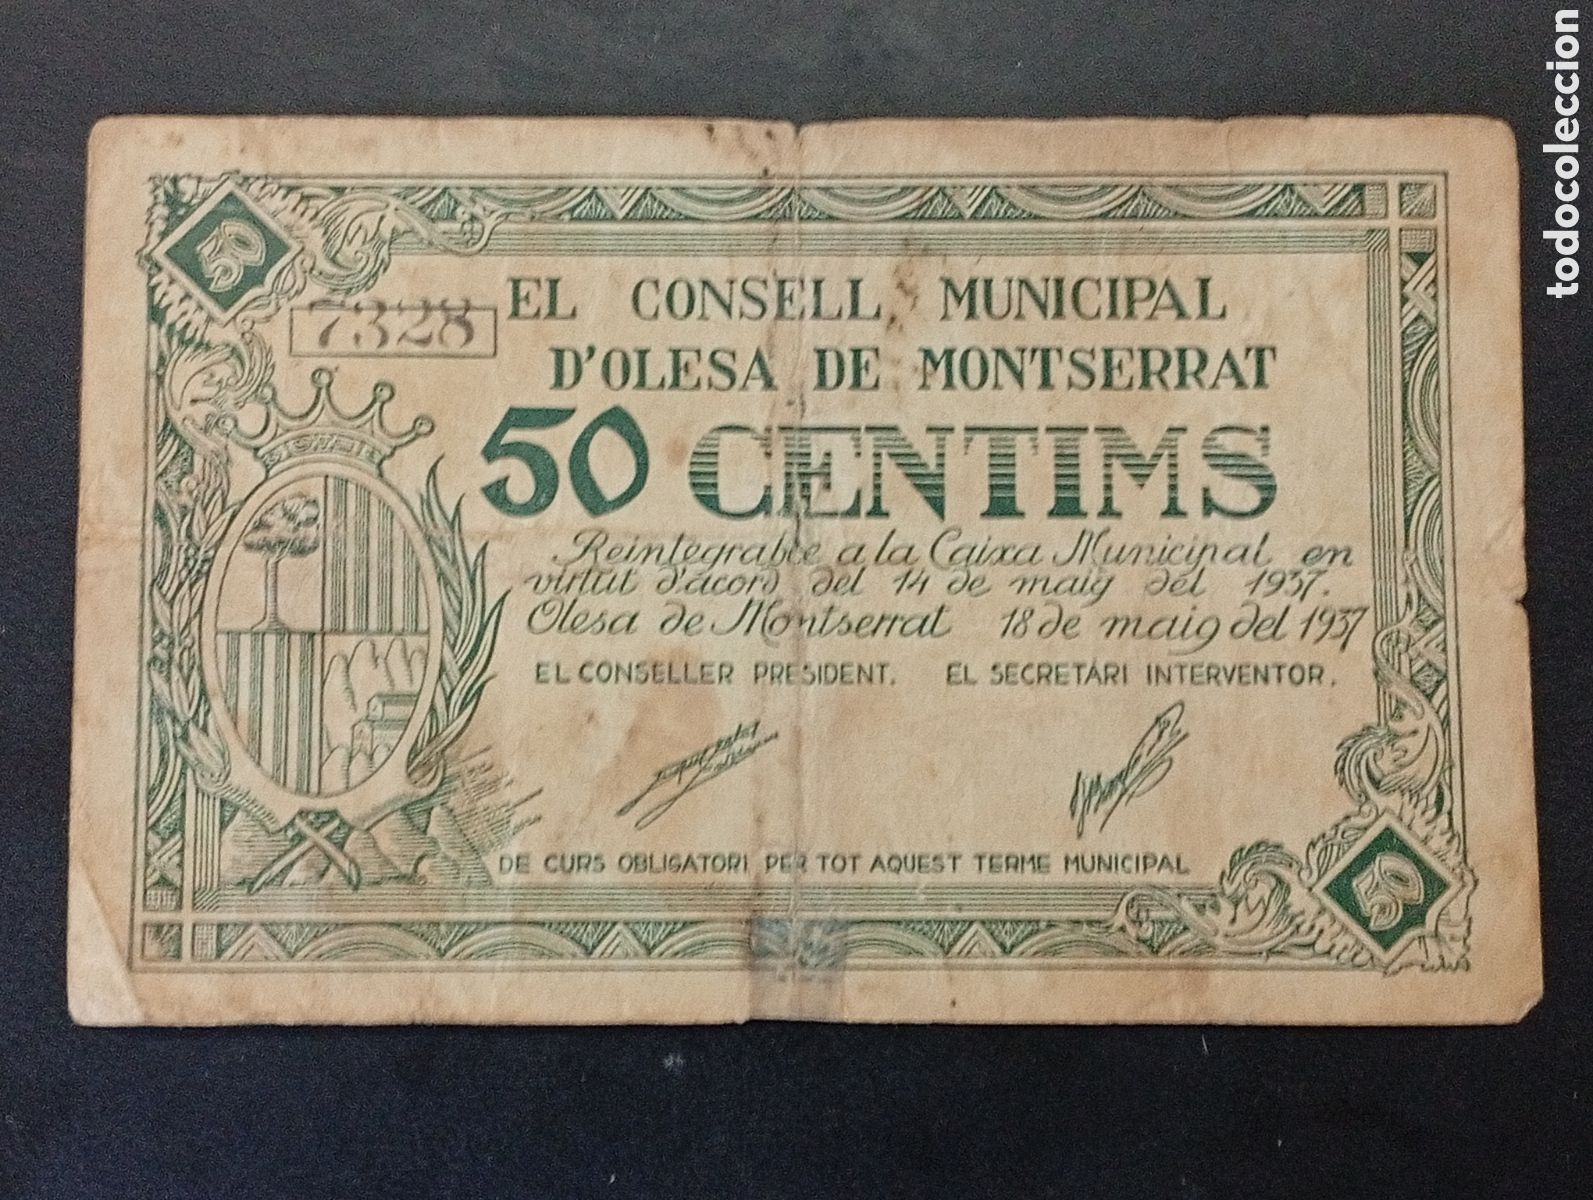 50
7328
EL CONSELL MUNICIPAL
D'OLESA DE MONTSERRAT
50 CENTIMS
Reintegrable a la Caixa Municipal en
virtut d'acord del 14 de maig del 1937.
Olesa de Montserrat 18 de maig del 1937
EL CONSELLER PRESIDENT. EL SECRETÀRI INTERVENTOR.
DE CURS OBLIGATORI PER TOT AQUEST TERME MUNICIPAL
50
todocoleccion